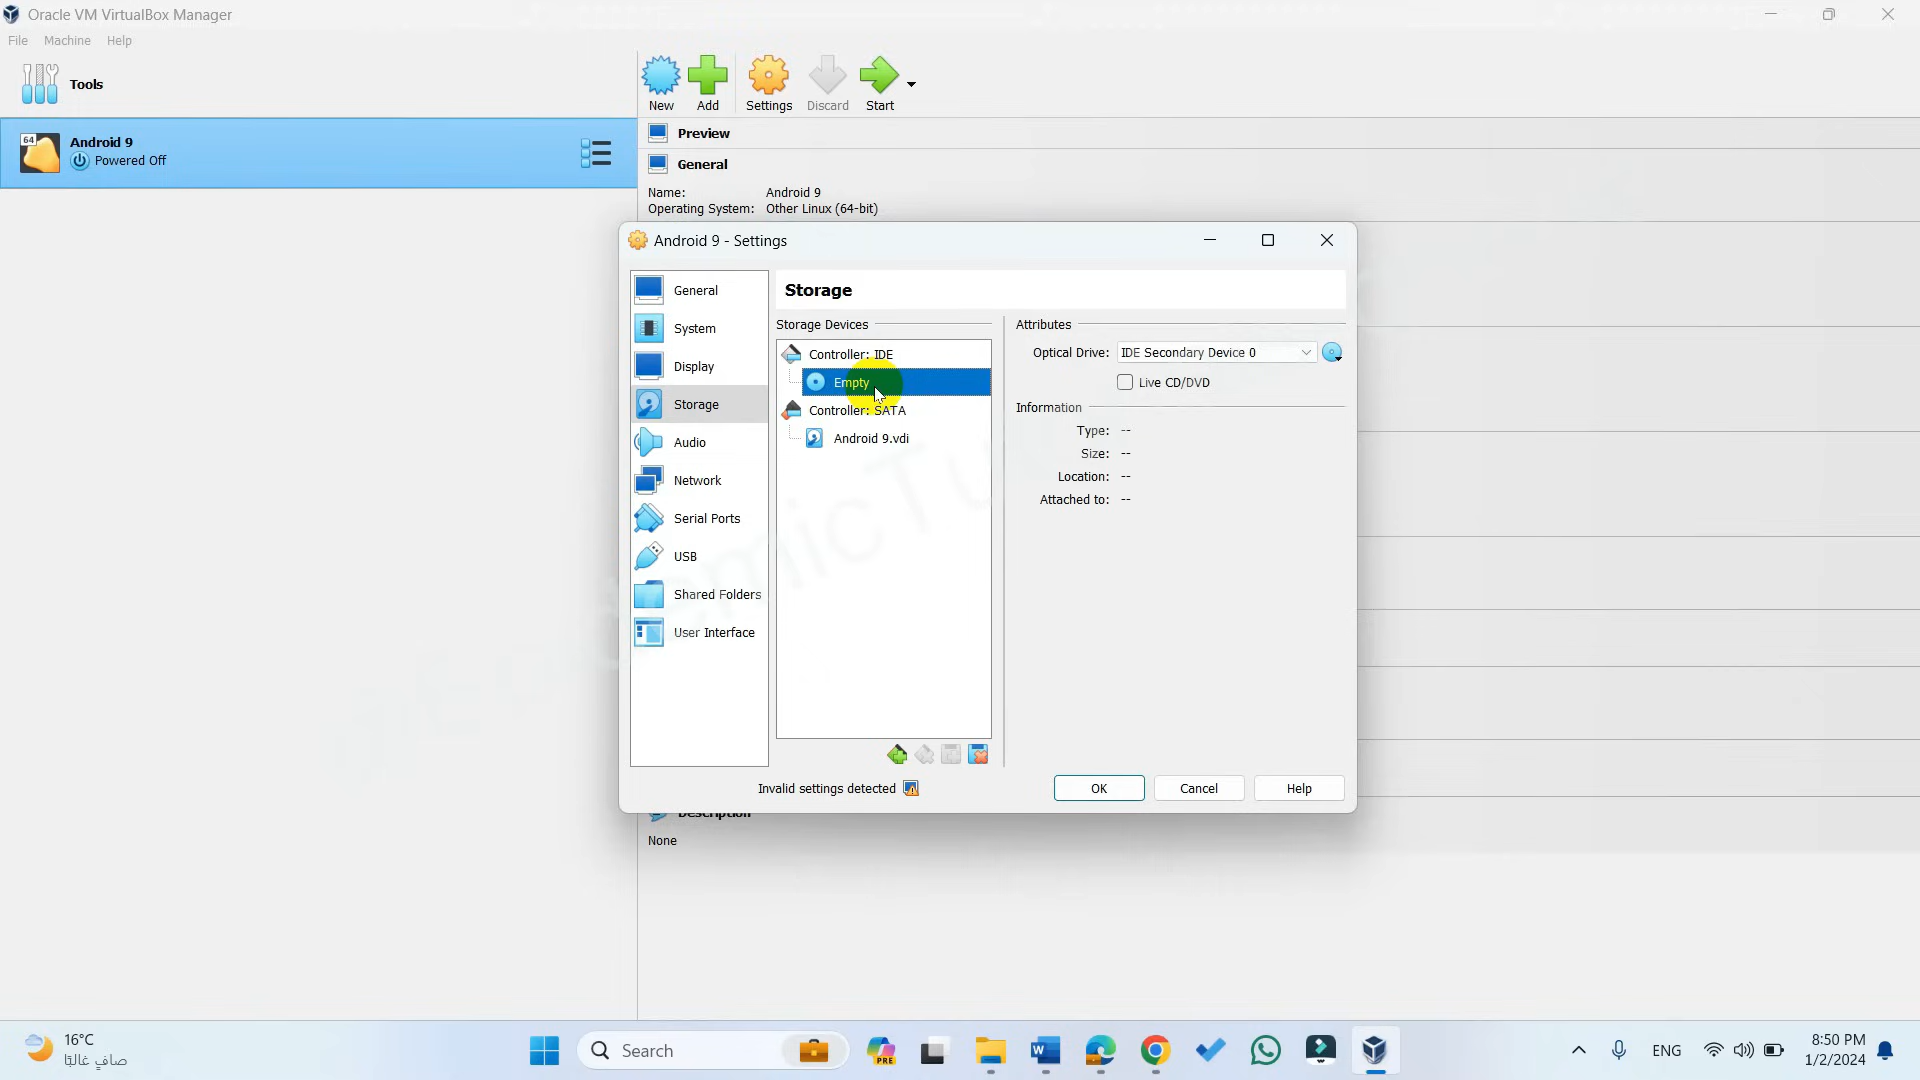 Oracle VM VirtualBox Manager
File Machine Help
Tools
New Add Settings Discard Start
64
Android 9
Powered Off
Preview
General
Name: Android 9
Operating System: Other Linux (64-bit)
Android 9 - Settings
General
System
Display
Storage
Audio
Network
Serial Ports
USB
Shared Folders
User Interface
Storage
Storage Devices
Controller: IDE
Empty
Controller: SATA
Android 9.vdi
Attributes
Optical Drive: IDE Secondary Device 0
Live CD/DVD
Information
Type: --
Size: --
Location: --
Attached to: --
Invalid settings detected
OK Cancel Help
Description
None
16°C
صافٍ غالبًا
Search
PRE
ENG
8:50 PM
1/2/2024